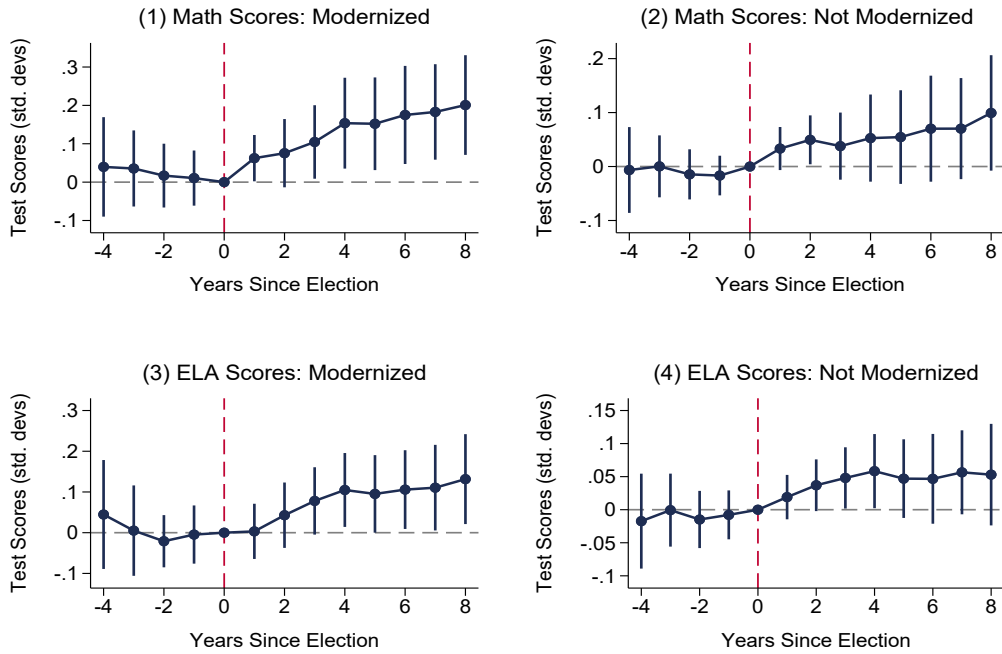 (1) Math Scores: Modernized
Test Scores (std. devs)
.3
.2
.1
0
-.1
-4 -2 0 2 4 6 8
Years Since Election
(2) Math Scores: Not Modernized
Test Scores (std. devs)
.2
.1
0
-.1
-4 -2 0 2 4 6 8
Years Since Election
(3) ELA Scores: Modernized
Test Scores (std. devs)
.3
.2
.1
0
-.1
-4 -2 0 2 4 6 8
Years Since Election
(4) ELA Scores: Not Modernized
Test Scores (std. devs)
.15
.1
.05
0
-.05
-.1
-4 -2 0 2 4 6 8
Years Since Election